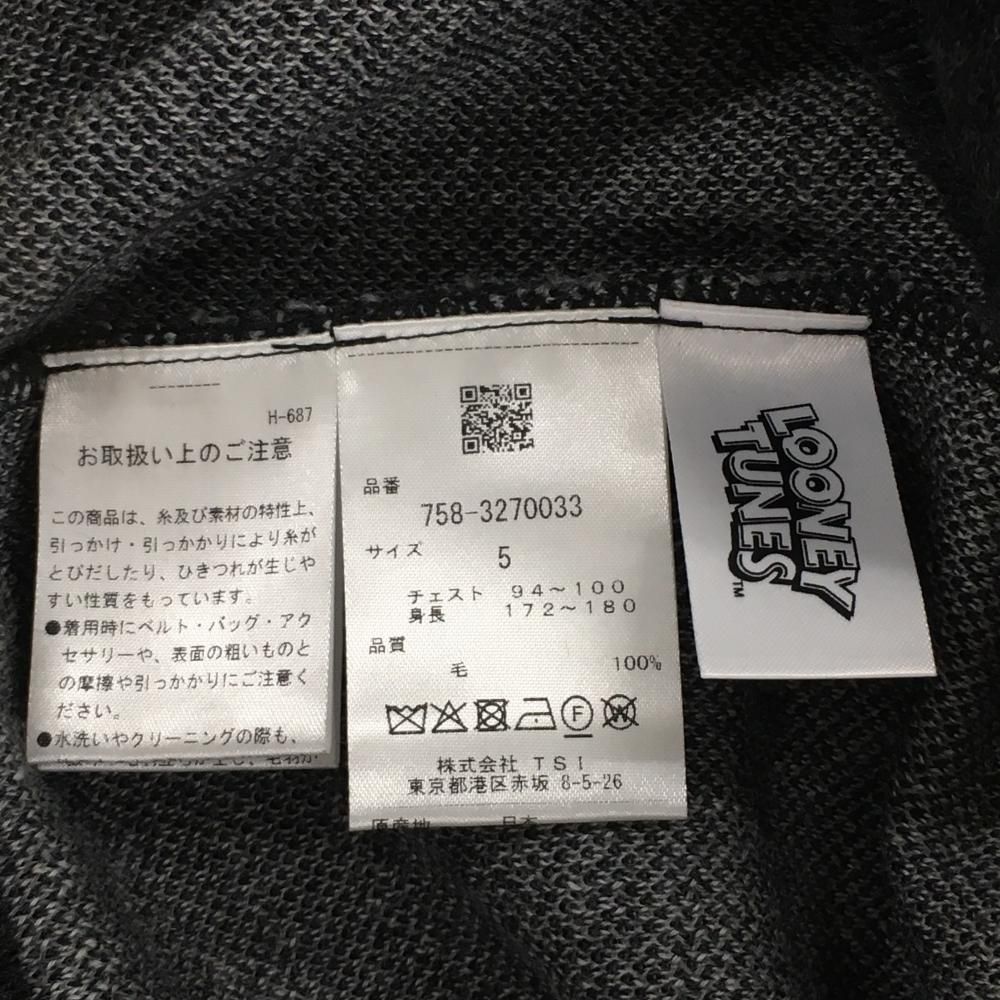 H-687
お取扱い上のご注意
この商品は、糸及び素材の特性上、
引っかけ・引っかかりにより糸が
とびだしたり、ひきつれが生じや
すい性質をもっています。
●着用時にベルト・バッグ・アク
セサリーや、表面の粗いものと
の摩擦や引っかかりにご注意く
ださい。
●水洗いやクリーニングの際も、
品番
758-3270033
サイズ 5
チェスト 94～100
身長 172～180
品質
毛 100%
F W
株式会社 TSI
東京都港区赤坂 8-5-26
原産地 日本
LOONEY
TUNES™